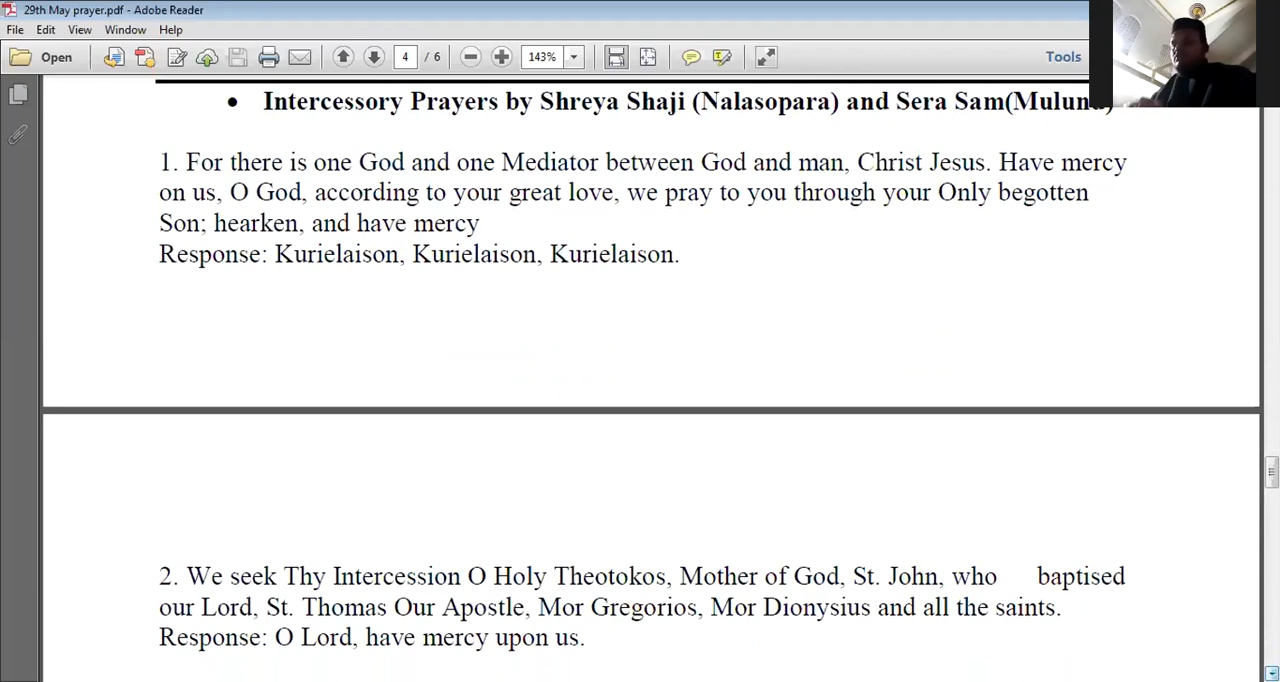 29th May prayer.pdf - Adobe Reader
File Edit View Window Help
Open 4 / 6 143% Tools
• Intercessory Prayers by Shreya Shaji (Nalasopara) and Sera
1. For there is one God and one Mediator between God and man, Christ Jesus. Have mercy
on us, O God, according to your great love, we pray to you through your Only begotten
Son; hearken, and have mercy
Response: Kurielaison, Kurielaison, Kurielaison.
2. We seek Thy Intercession O Holy Theotokos, Mother of God, St. John, who baptised
our Lord, St. Thomas Our Apostle, Mor Gregorios, Mor Dionysius and all the saints.
Response: O Lord, have mercy upon us.